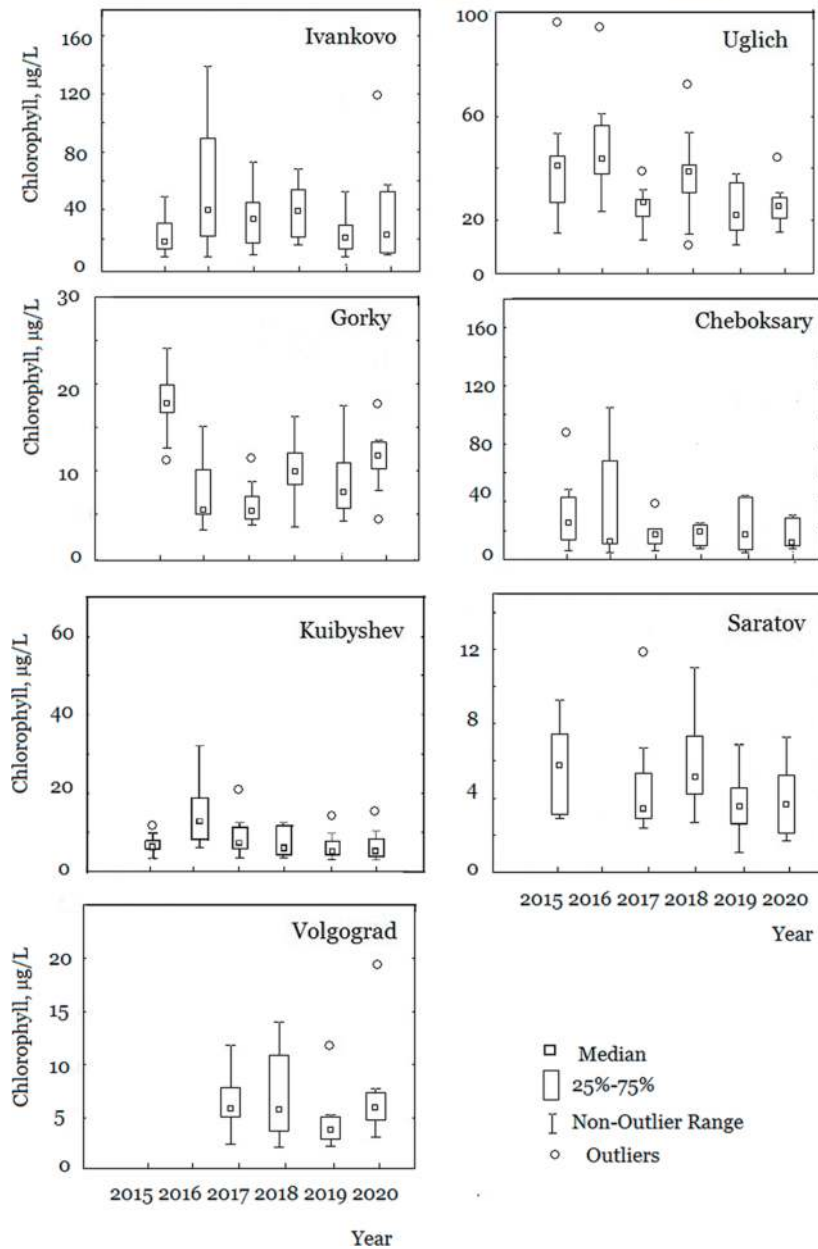 Ivankovo
Chlorophyll, µg/L
160
120
80
40
0
Uglich
100
60
20
0
Gorky
Chlorophyll, µg/L
30
20
10
0
Cheboksary
160
120
80
40
0
Kuibyshev
Chlorophyll, µg/L
60
40
20
0
Saratov
12
8
4
0
2015 2016 2017 2018 2019 2020
Year
Volgograd
Chlorophyll, µg/L
20
15
10
5
0
2015 2016 2017 2018 2019 2020
Year
Median
25%-75%
Non-Outlier Range
Outliers